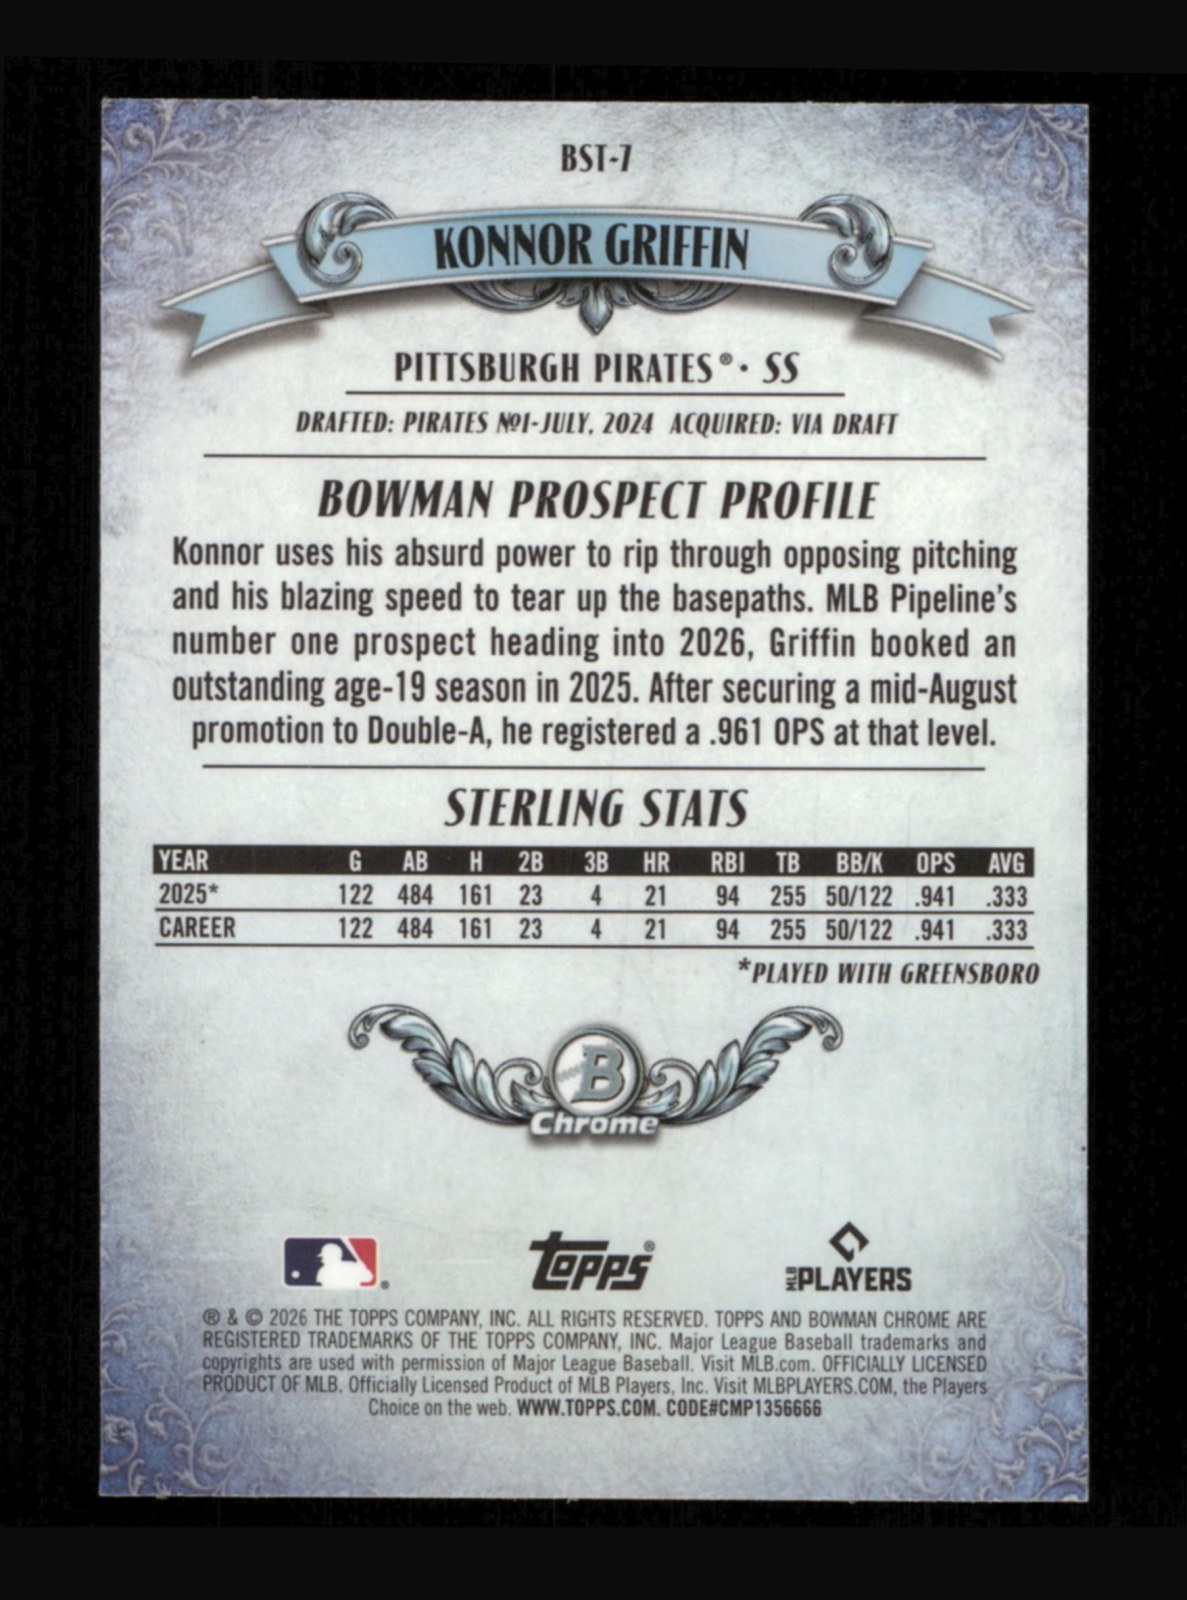 BST-7
KONNOR GRIFFIN
PITTSBURGH PIRATES® • SS
DRAFTED: PIRATES №1-JULY, 2024 ACQUIRED: VIA DRAFT
BOWMAN PROSPECT PROFILE
Konnor uses his absurd power to rip through opposing pitching
and his blazing speed to tear up the basepaths. MLB Pipeline's
number one prospect heading into 2026, Griffin booked an
outstanding age-19 season in 2025. After securing a mid-August
promotion to Double-A, he registered a .961 OPS at that level.
STERLING STATS
YEAR G AB H 2B 3B HR RBI TB BB/K OPS AVG
2025* 122 484 161 23 4 21 94 255 50/122 .941 .333
CAREER 122 484 161 23 4 21 94 255 50/122 .941 .333
*PLAYED WITH GREENSBORO
B
Chrome
®
Topps®
MLB PLAYERS
® & © 2026 THE TOPPS COMPANY, INC. ALL RIGHTS RESERVED. TOPPS AND BOWMAN CHROME ARE
REGISTERED TRADEMARKS OF THE TOPPS COMPANY, INC. Major League Baseball trademarks and
copyrights are used with permission of Major League Baseball. Visit MLB.com. OFFICIALLY LICENSED
PRODUCT OF MLB. Officially Licensed Product of MLB Players, Inc. Visit MLBPLAYERS.COM, the Players
Choice on the web. WWW.TOPPS.COM. CODE#CMP1356666